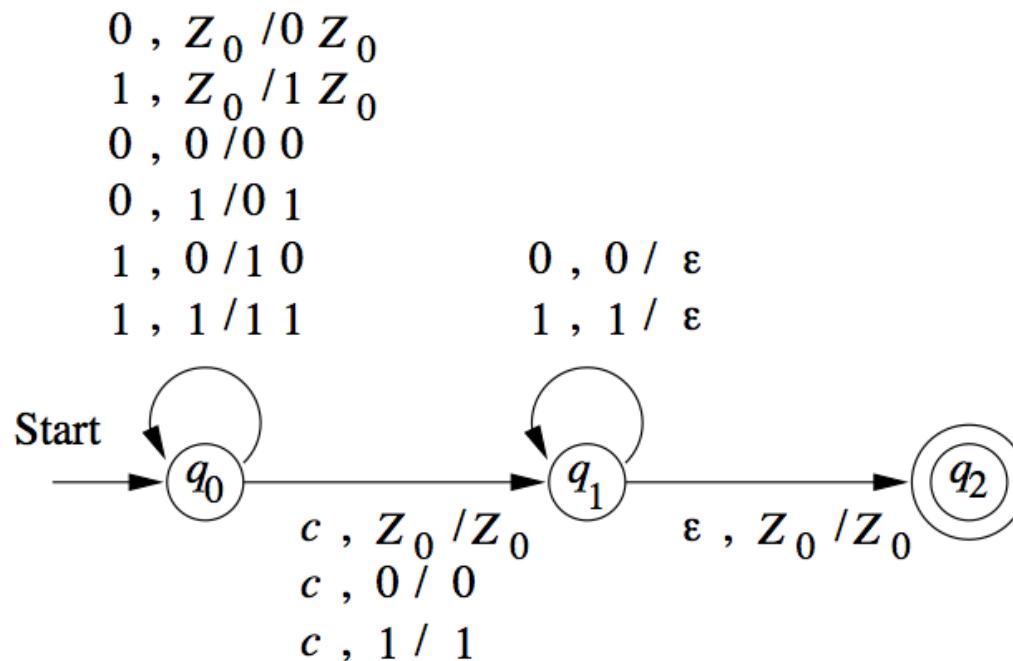 0 , Z₀ /0 Z₀
1 , Z₀ /1 Z₀
0 , 0 /0 0
0 , 1 /0 1
1 , 0 /1 0
1 , 1 /1 1
0 , 0 / ε
1 , 1 / ε
Start
q₀
q₁
q₂
c , Z₀ /Z₀
c , 0 / 0
c , 1 / 1
ε , Z₀ /Z₀